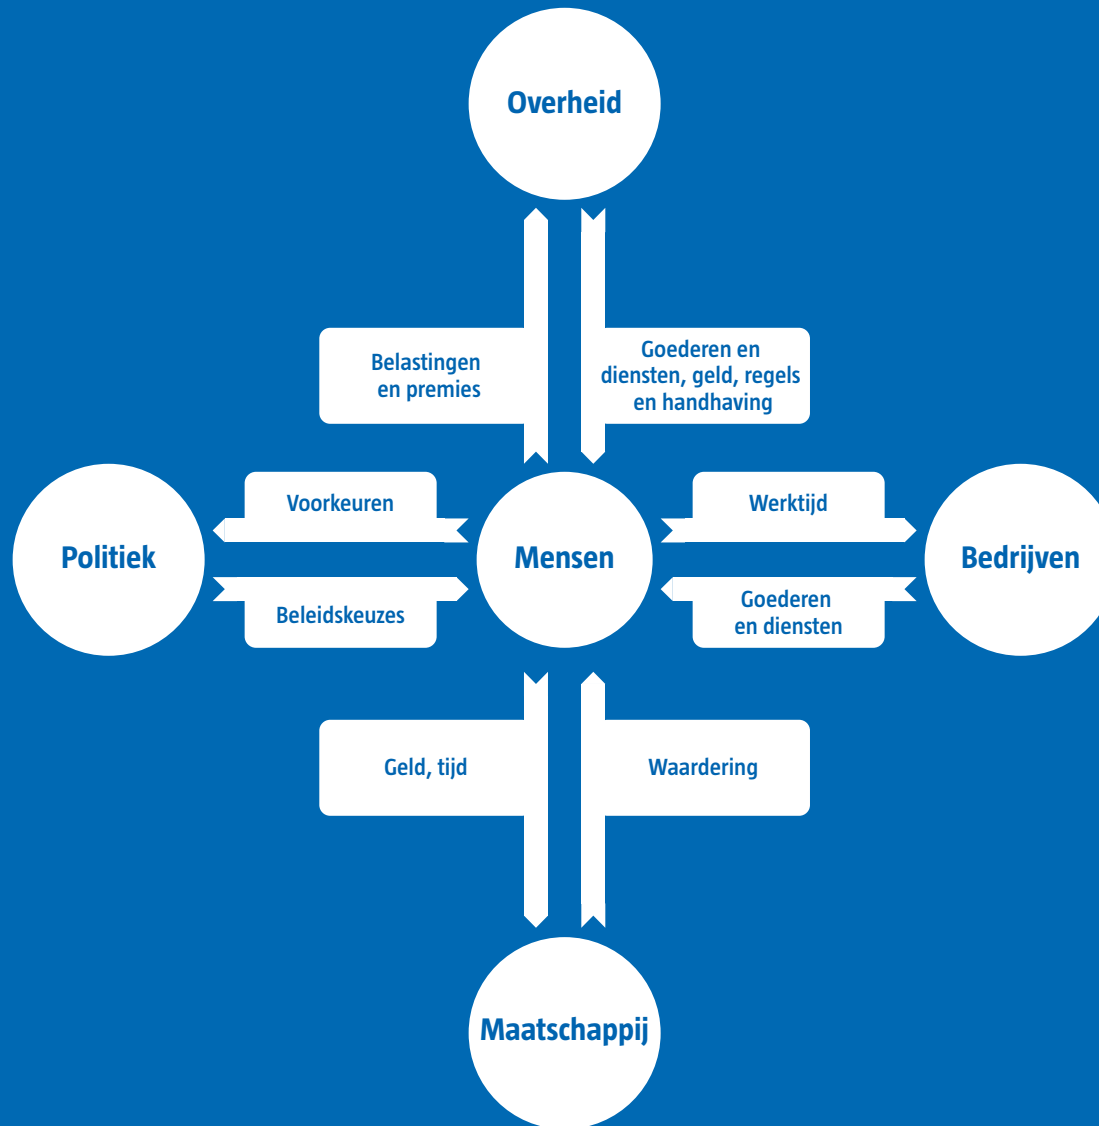 Overheid
Belastingen
en premies
Goederen en
diensten, geld, regels
en handhaving
Voorkeuren
Werktijd
Politiek
Mensen
Bedrijven
Beleidskeuzes
Goederen
en diensten
Geld, tijd
Waardering
Maatschappij